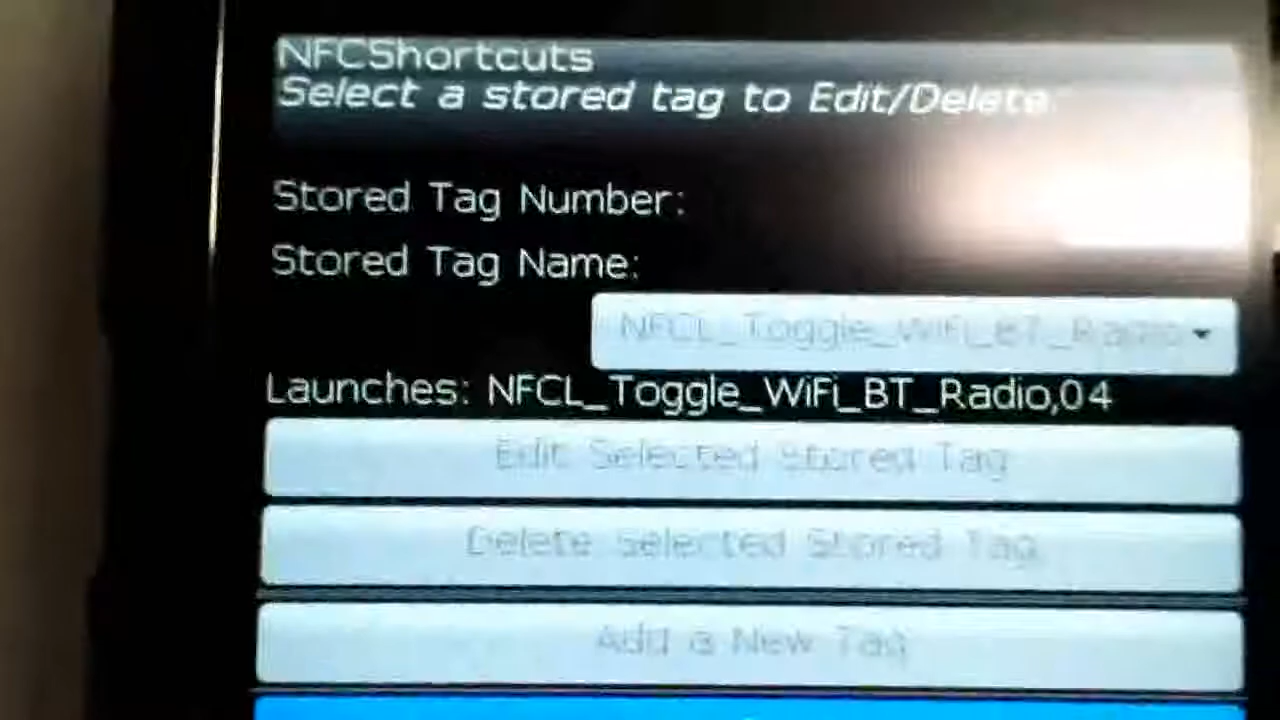 NFCShortcuts
Select a stored tag to Edit/Delete:
Stored Tag Number:
Stored Tag Name:
NFCL_Toggle_WiFi_BT_Radio
Launches: NFCL_Toggle_WiFi_BT_Radio,04
Edit Selected Stored Tag
Delete Selected Stored Tag
Add a New Tag